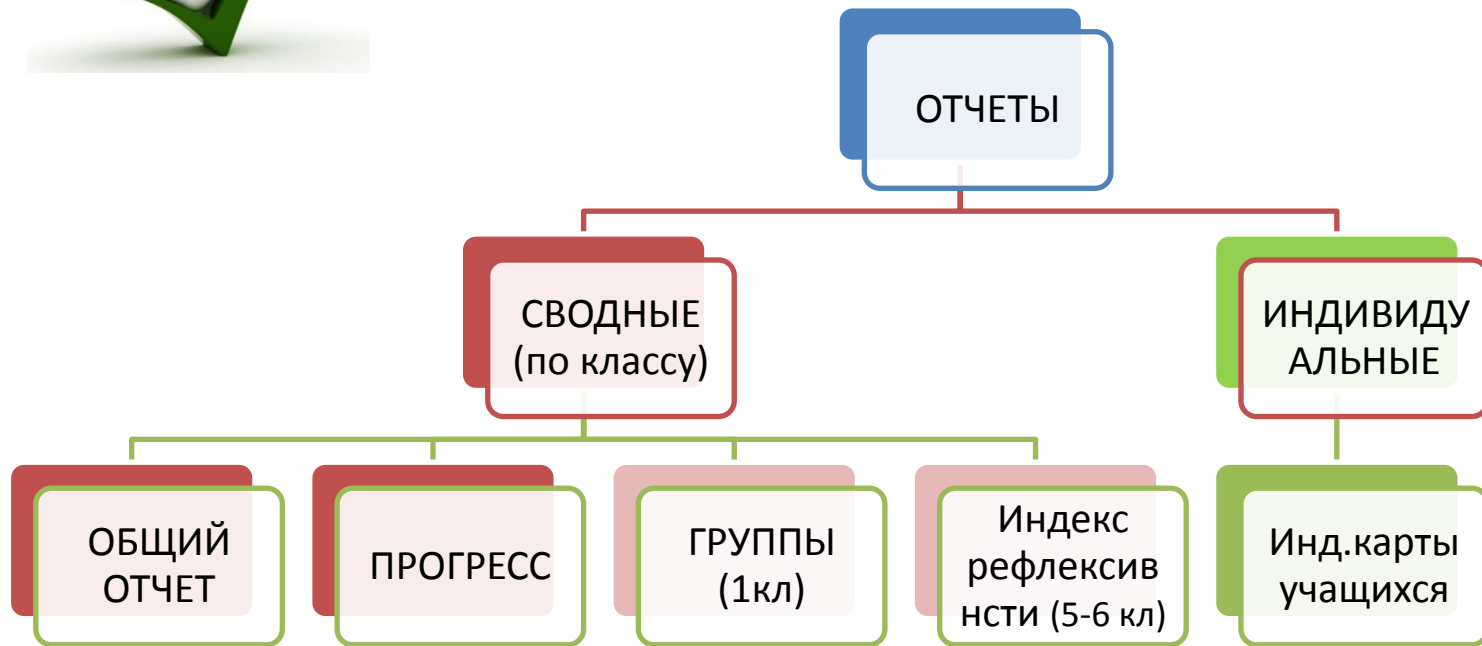 ОТЧЕТЫ
СВОДНЫЕ
(по классу)
ИНДИВИДУ
АЛЬНЫЕ
ОБЩИЙ
ОТЧЕТ
ПРОГРЕСС
ГРУППЫ
(1кл)
Индекс
рефлексив
нсти (5-6 кл)
Инд.карты
учащихся